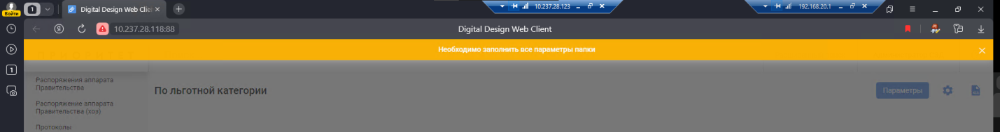 Войти
1
Digital Design Web Clie
10.237.28.123
192.168.20.1
10.237.28.118:88
Digital Design Web Client
Необходимо заполнить все параметры папки
1
Распоряжения аппарата
Правительства
По льготной категории
Параметры
Распоряжение аппарата
Правительства (хоз)
Протоколы